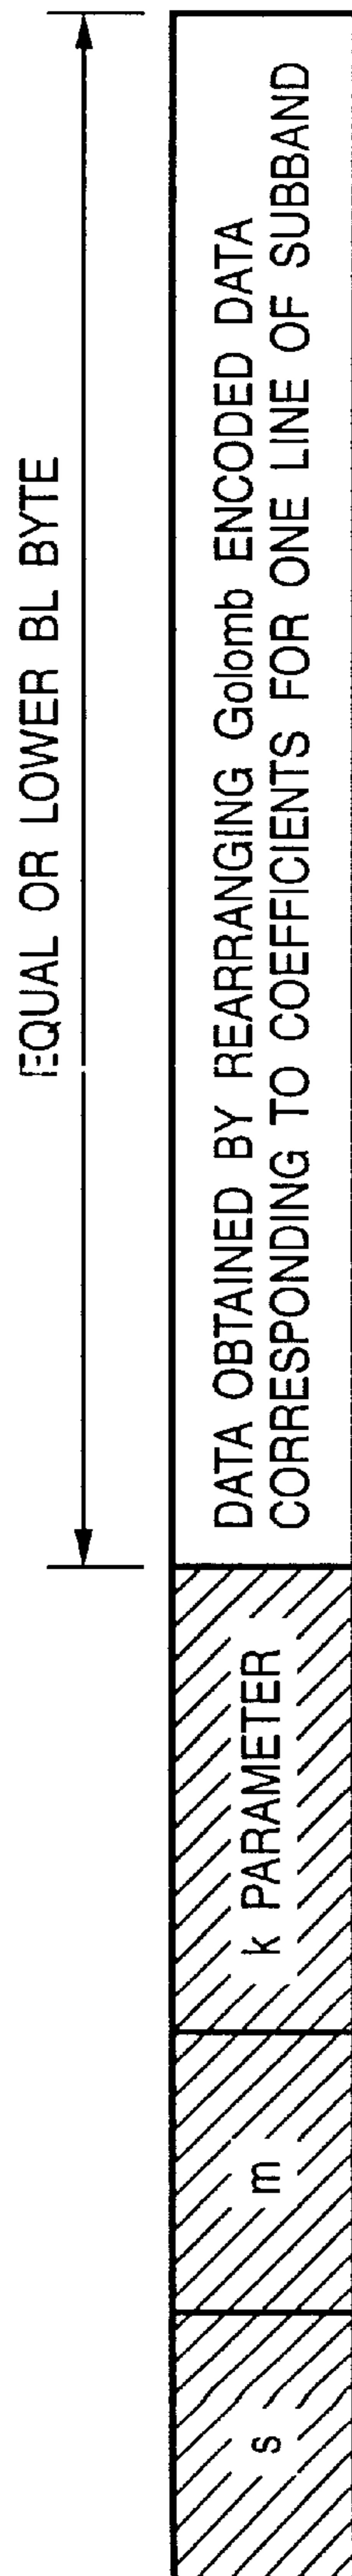 EQUAL OR LOWER BL BYTE
s
m
k PARAMETER
DATA OBTAINED BY REARRANGING Golomb ENCODED DATA
CORRESPONDING TO COEFFICIENTS FOR ONE LINE OF SUBBAND